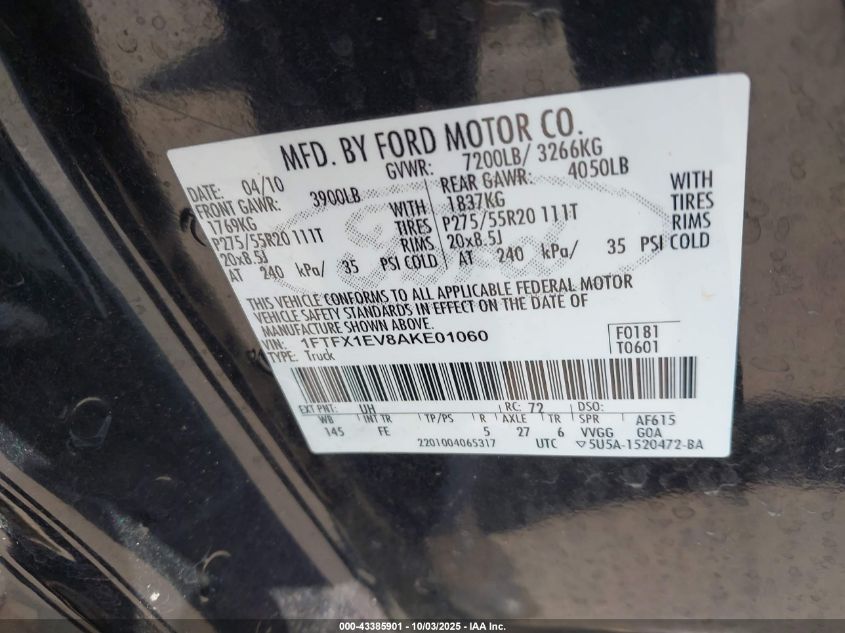 MFD. BY FORD MOTOR CO.
DATE: 04/10 GVWR: 7200LB/ 3266KG
FRONT GAWR: 3900LB REAR GAWR: 4050LB
1769KG WITH 1837KG WITH
P275/55R20 111T TIRES P275/55R20 111T TIRES
20x8.5J RIMS 20x8.5J RIMS
AT 240 kPa/ 35 PSI COLD AT 240 kPa/ 35 PSI COLD
THIS VEHICLE CONFORMS TO ALL APPLICABLE FEDERAL MOTOR
VEHICLE SAFETY STANDARDS IN EFFECT ON THE DATE OF
MANUFACTURE SHOWN ABOVE.
VIN: 1FTFX1EV8AKE01060 F0181
TYPE: Truck T0601
EXT PNT: UH RC: 72 DSO:
WB INT TR TP/PS R AXLE TR SPR AF615
145 FE 5 27 6 VVGG GOA
2201004065317 UTC ▽5U5A-1520472-BA
000-43385901 - 10/03/2025 - IAA Inc.